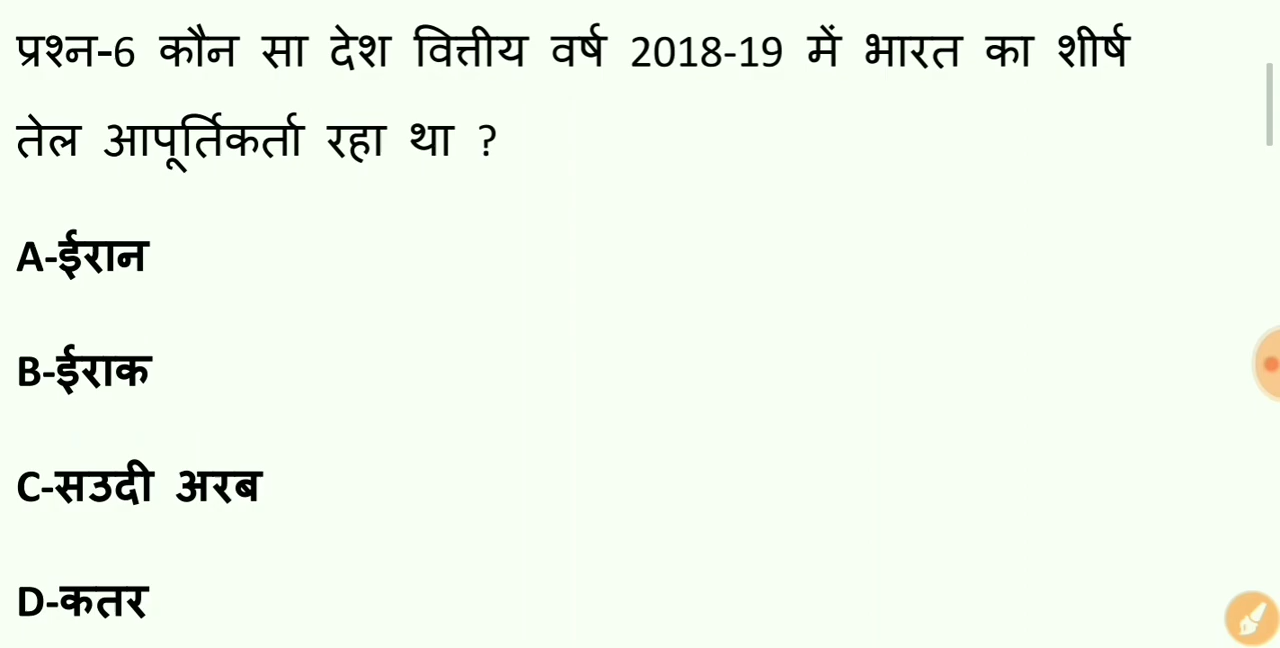 प्रश्न-6 कौन सा देश वित्तीय वर्ष 2018-19 में भारत का शीर्ष
तेल आपूर्तिकर्ता रहा था ?
A-ईरान
B-ईराक
C-सउदी अरब
D-कतर